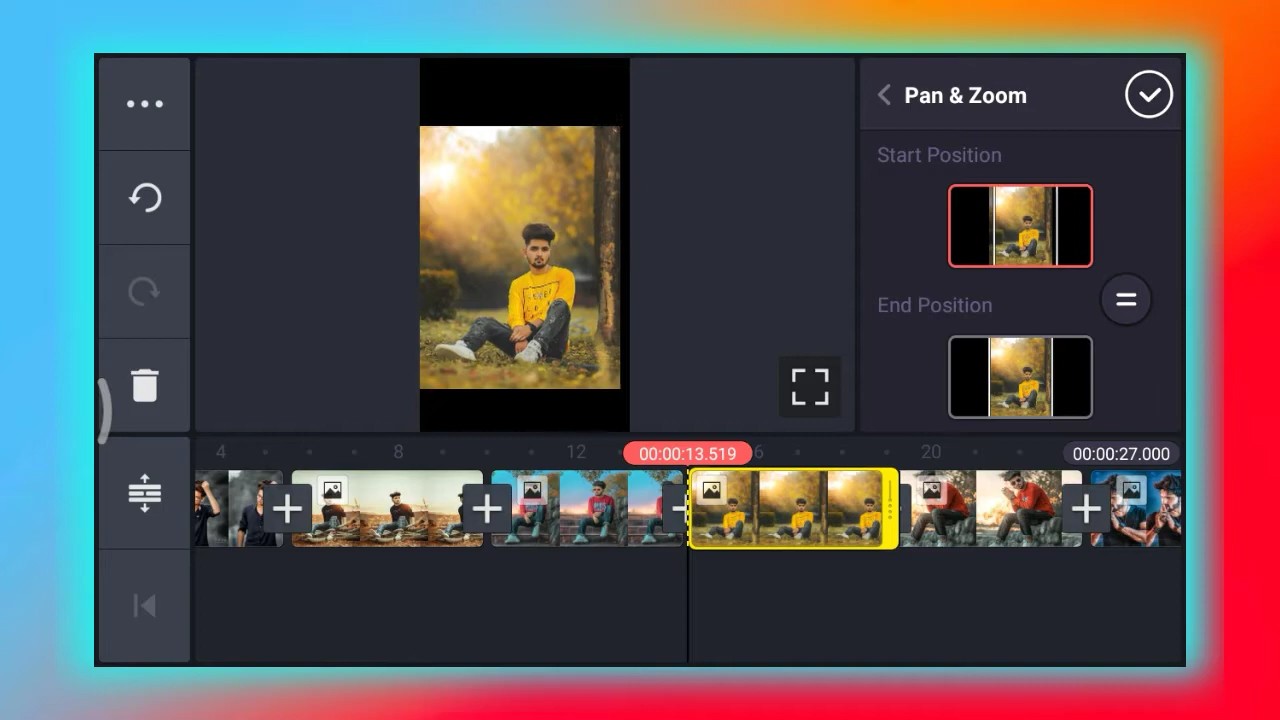 Pan & Zoom
Start Position
End Position
4
8
12
00:00:13.519
6
20
00:00:27.000